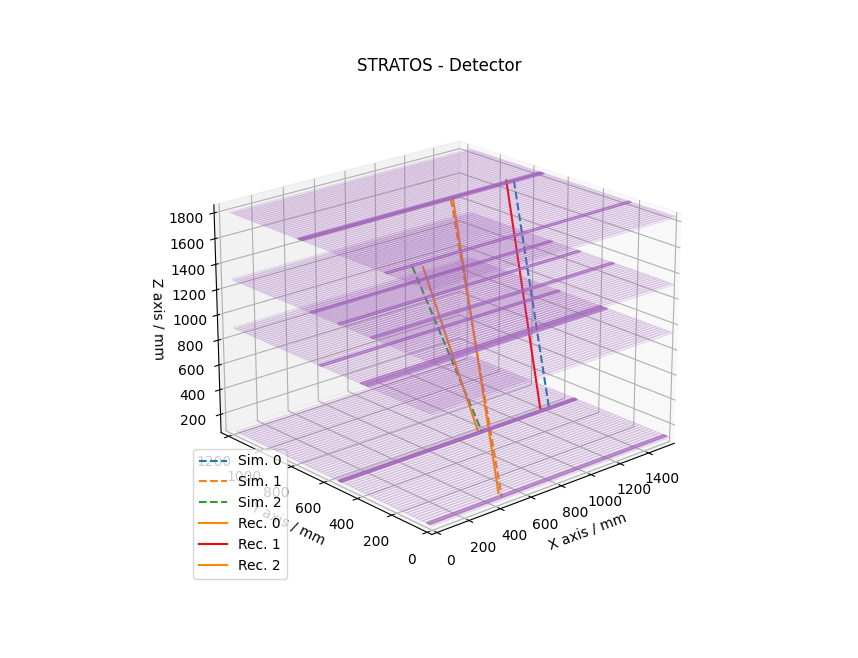 STRATOS - Detector
1800
1600
1400
1200
1000
800
600
400
200
Z axis / mm
1200
1000
800
600
400
200
0
Y axis / mm
0
200
400
600
800
1000
1200
1400
X axis / mm
Sim. 0
Sim. 1
Sim. 2
Rec. 0
Rec. 1
Rec. 2